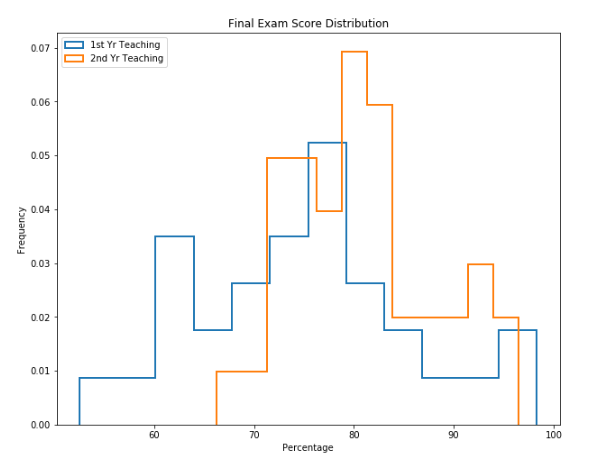 Final Exam Score Distribution
1st Yr Teaching
2nd Yr Teaching
0.07
0.06
0.05
0.04
0.03
0.02
0.01
0.00
Frequency
60 70 80 90 100
Percentage